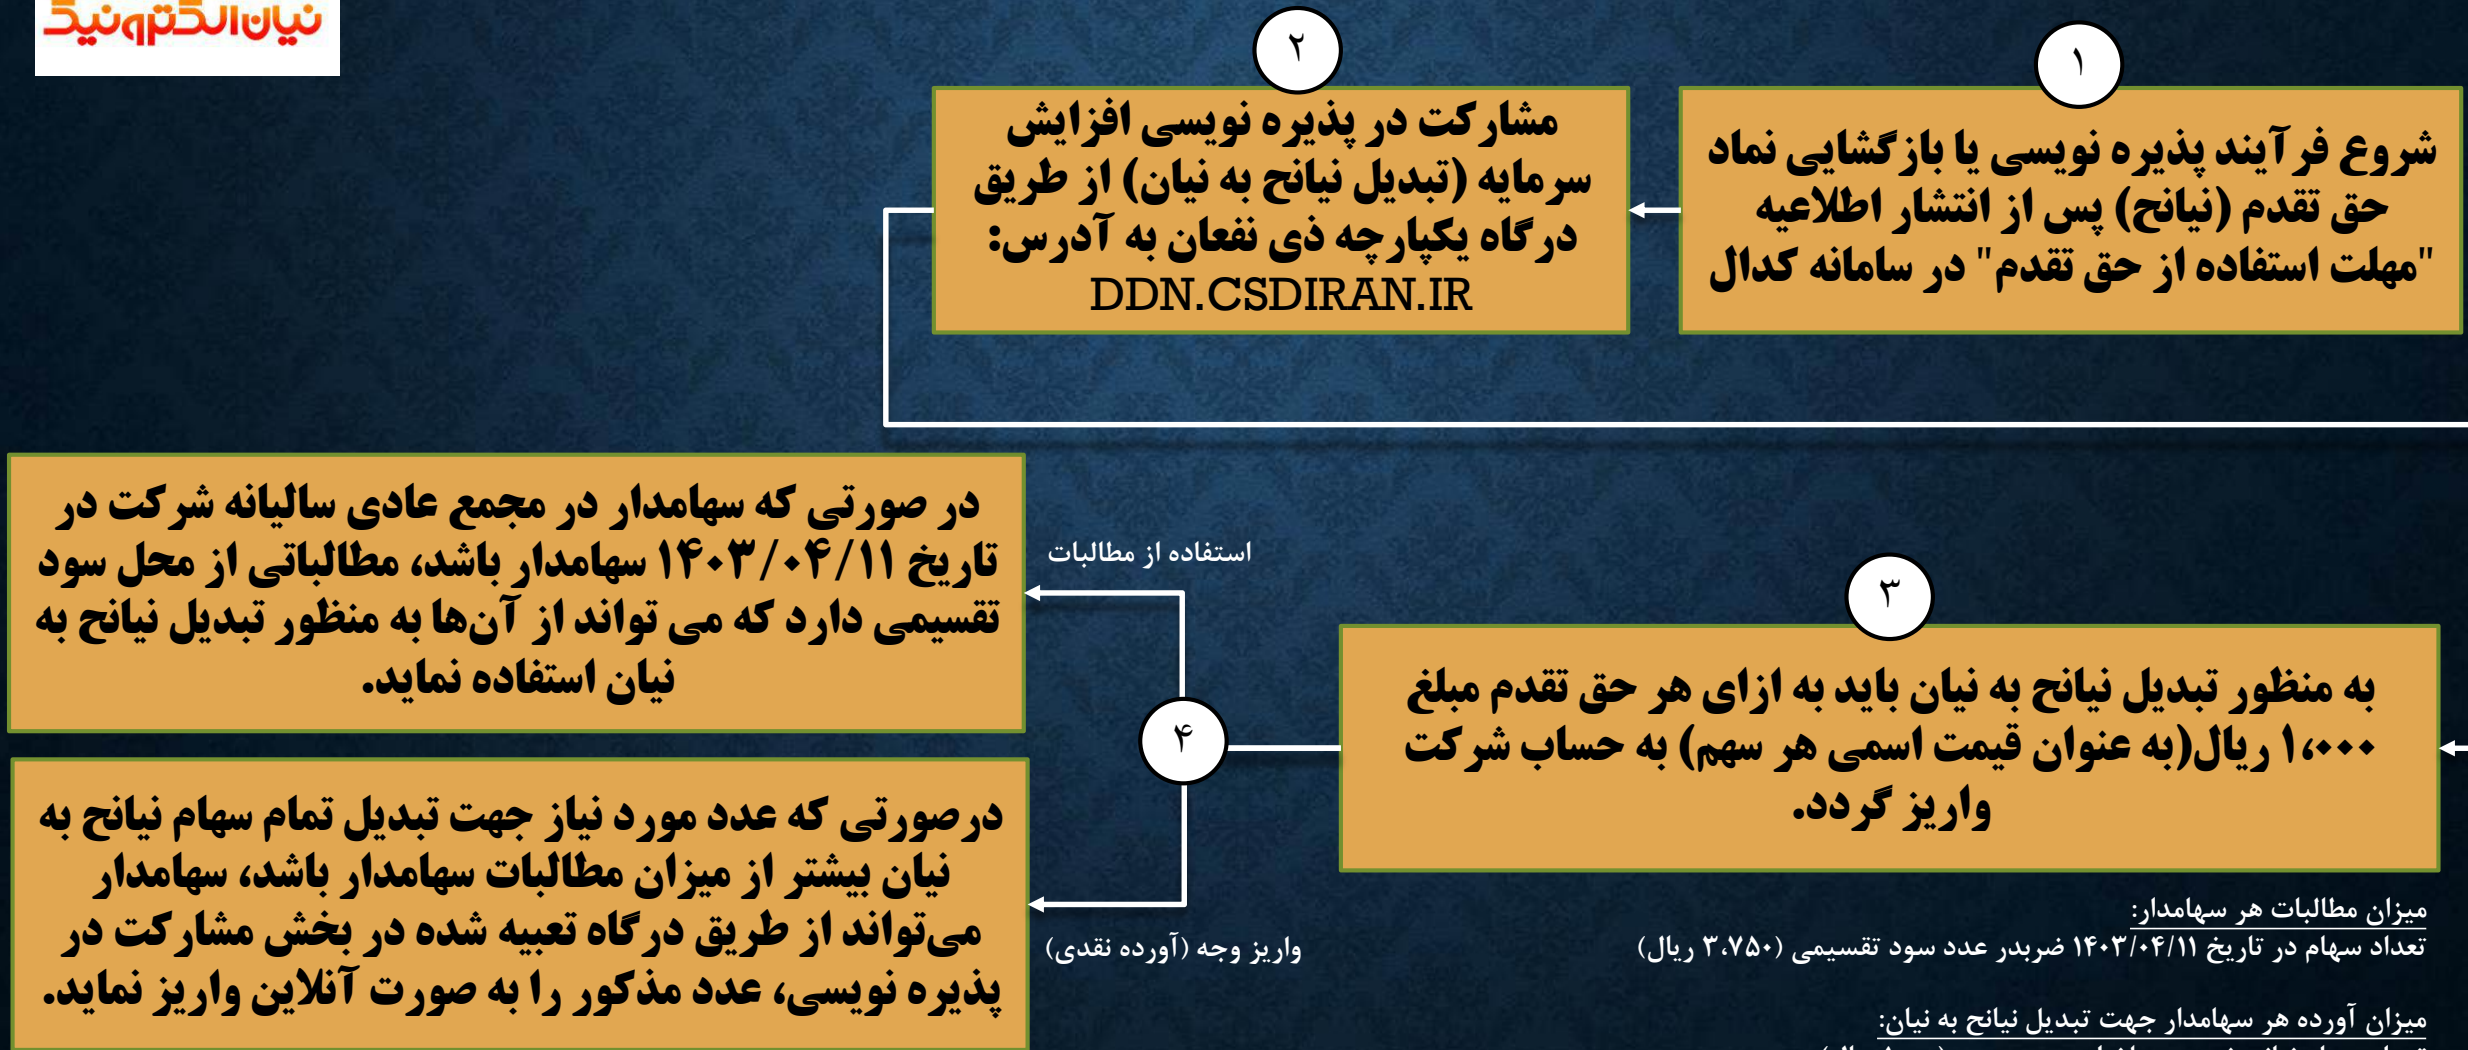 نیان‌الکترونیک
۱
شروع فرآیند پذیره نویسی یا بازگشایی نماد
حق تقدم (نیانح) پس از انتشار اطلاعیه
"مهلت استفاده از حق تقدم" در سامانه کدال
۲
مشارکت در پذیره نویسی افزایش
سرمایه (تبدیل نیانح به نیان) از طریق
درگاه یکپارچه ذی نفعان به آدرس:
DDN.CSDIRAN.IR
۳
به منظور تبدیل نیانح به نیان باید به ازای هر حق تقدم مبلغ
۱،۰۰۰ ریال(به عنوان قیمت اسمی هر سهم) به حساب شرکت
واریز گردد.
۴
استفاده از مطالبات
در صورتی که سهامدار در مجمع عادی سالیانه شرکت در
تاریخ ۱۴۰۳/۰۴/۱۱ سهامدار باشد، مطالباتی از محل سود
تقسیمی دارد که می تواند از آن‌ها به منظور تبدیل نیانح به
نیان استفاده نماید.
واریز وجه (آورده نقدی)
درصورتی که عدد مورد نیاز جهت تبدیل تمام سهام نیانح به
نیان بیشتر از میزان مطالبات سهامدار باشد، سهامدار
می‌تواند از طریق درگاه تعبیه شده در بخش مشارکت در
پذیره نویسی، عدد مذکور را به صورت آنلاین واریز نماید.
میزان مطالبات هر سهامدار:
تعداد سهام در تاریخ ۱۴۰۳/۰۴/۱۱ ضربدر عدد سود تقسیمی (۳،۷۵۰ ریال)
میزان آورده هر سهامدار جهت تبدیل نیانح به نیان: